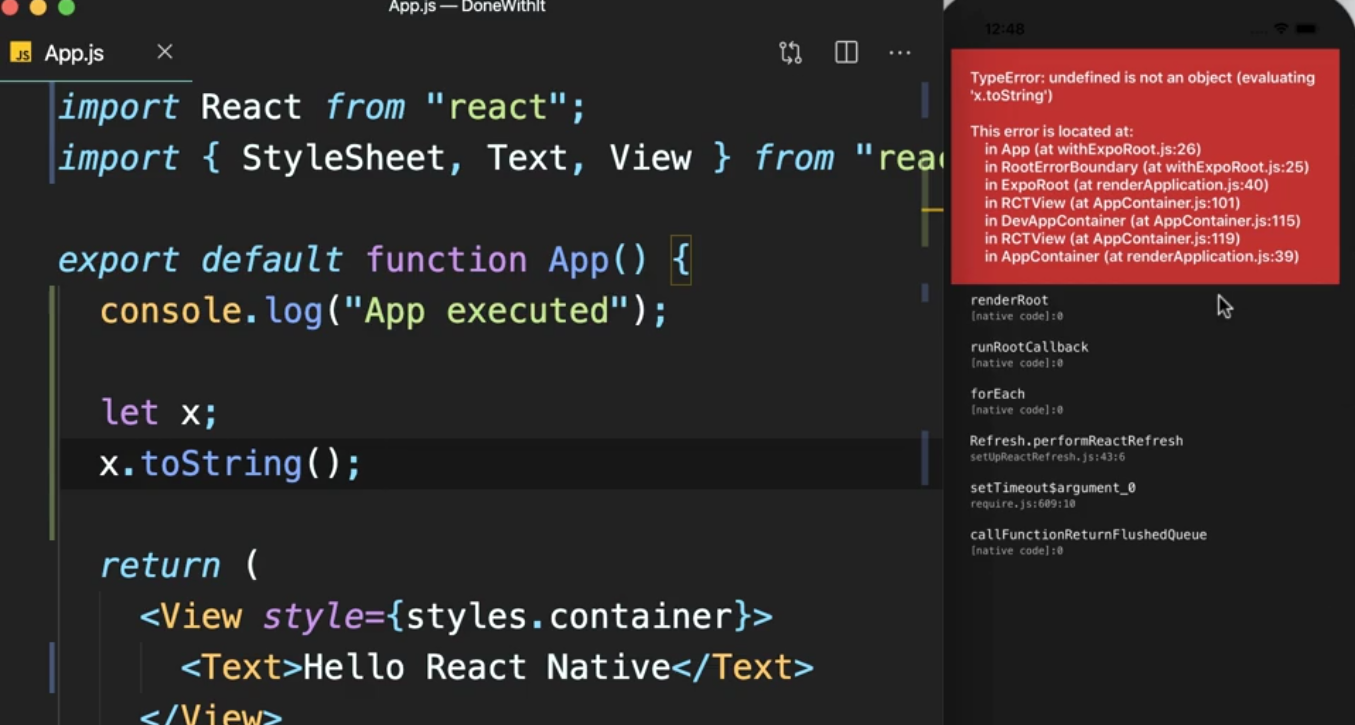 App.js — DoneWithIt
JS App.js
import React from "react";
import { StyleSheet, Text, View } from "reac
export default function App() {
console.log("App executed");
let x;
x.toString();
return (
<View style={styles.container}>
<Text>Hello React Native</Text>
</View>
12:48
TypeError: undefined is not an object (evaluating
'x.toString')
This error is located at:
in App (at withExpoRoot.js:26)
in RootErrorBoundary (at withExpoRoot.js:25)
in ExpoRoot (at renderApplication.js:40)
in RCTView (at AppContainer.js:101)
in DevAppContainer (at AppContainer.js:115)
in RCTView (at AppContainer.js:119)
in AppContainer (at renderApplication.js:39)
renderRoot
[native code]:0
runRootCallback
[native code]:0
forEach
[native code]:0
Refresh.performReactRefresh
setUpReactRefresh.js:43:6
setTimeout$argument_0
require.js:609:10
callFunctionReturnFlushedQueue
[native code]:0